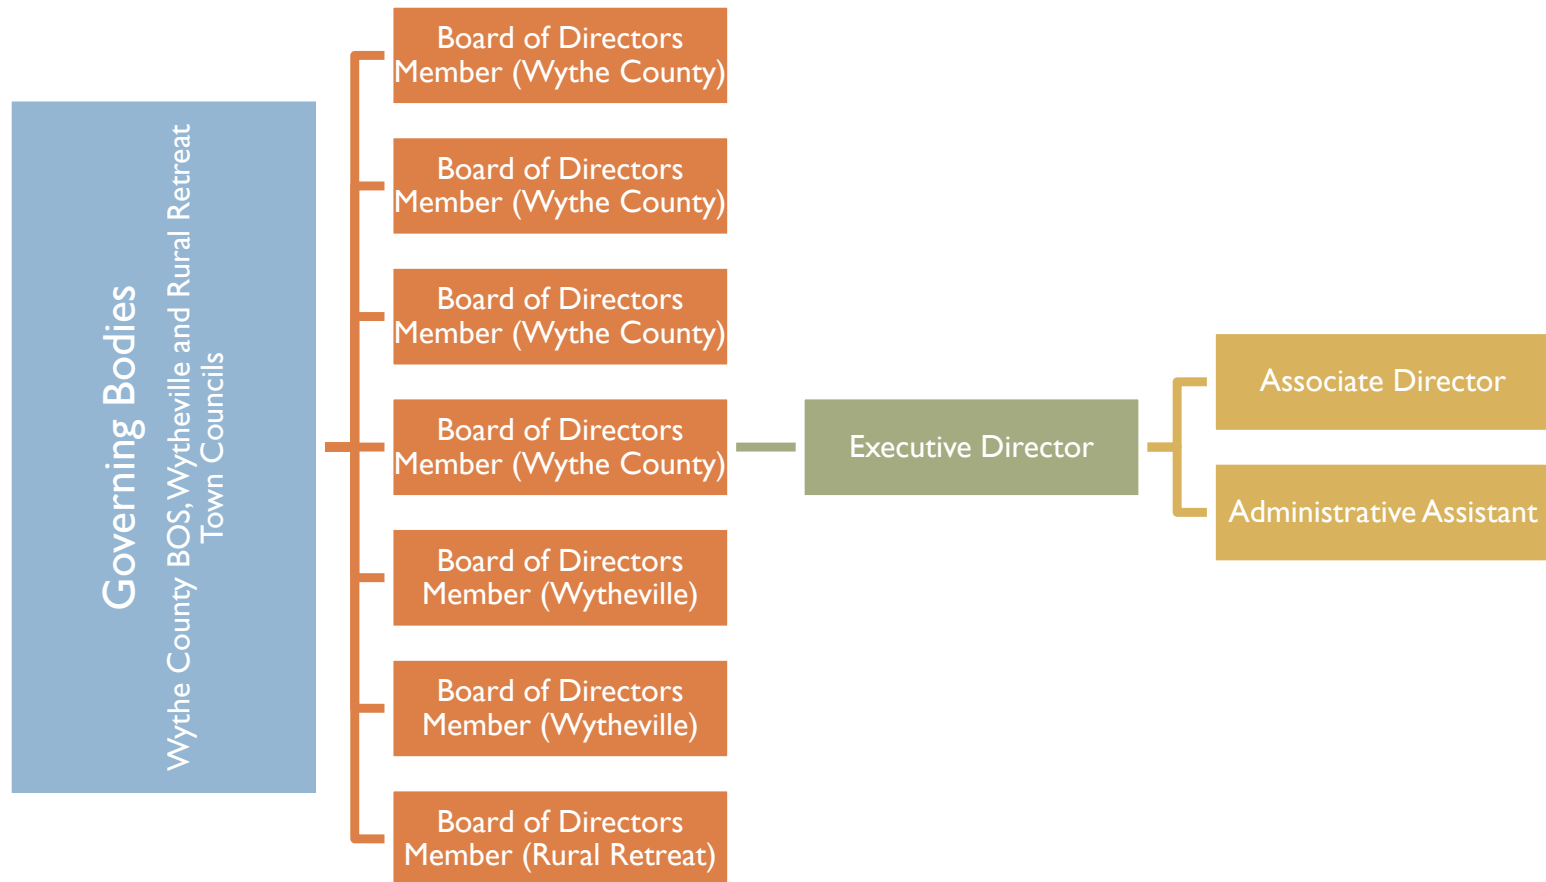 Governing Bodies
Wythe County BOS, Wytheville and Rural Retreat
Town Councils
Board of Directors
Member (Wythe County)
Board of Directors
Member (Wythe County)
Board of Directors
Member (Wythe County)
Board of Directors
Member (Wythe County)
Board of Directors
Member (Wytheville)
Board of Directors
Member (Wytheville)
Board of Directors
Member (Rural Retreat)
Executive Director
Associate Director
Administrative Assistant